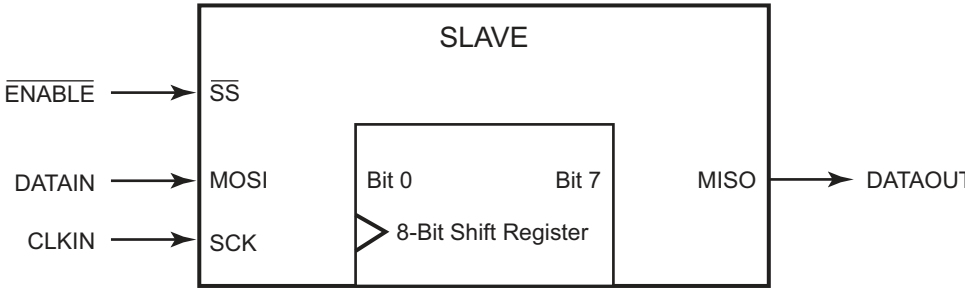 SLAVE
ENABLE SS
DATAIN MOSI Bit 0 Bit 7 MISO DATAOUT
CLKIN SCK 8-Bit Shift Register